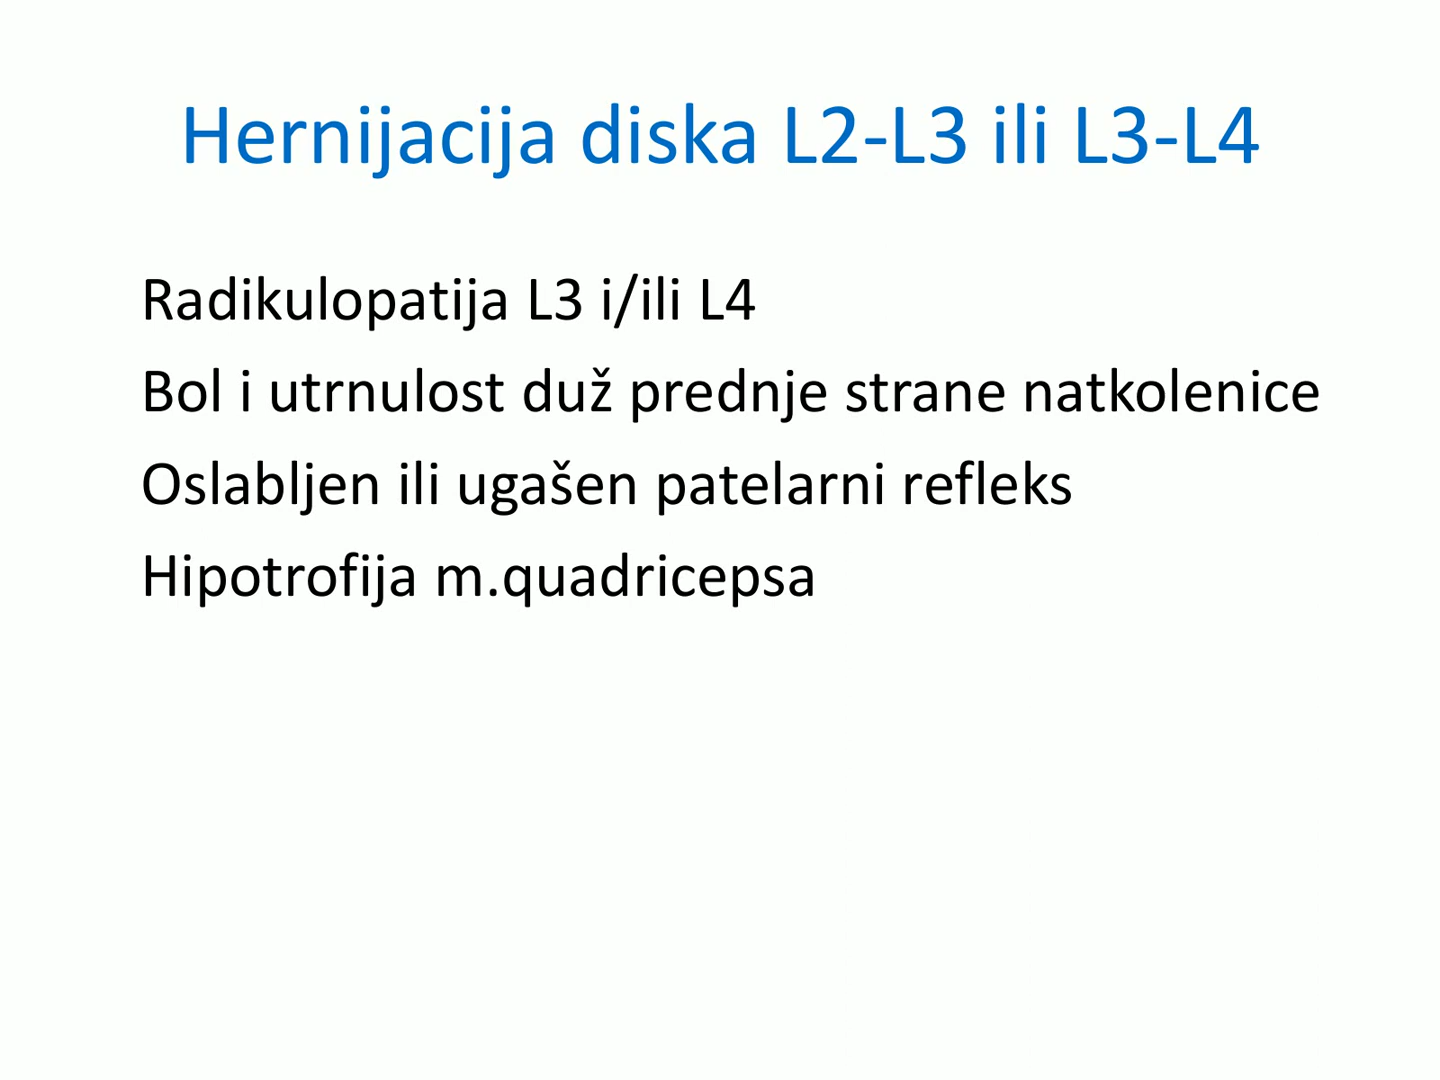 Hernijacija diska L2-L3 ili L3-L4
Radikulopatija L3 i/ili L4
Bol i utrnulost duž prednje strane natkolenice
Oslabljen ili ugašen patelarni refleks
Hipotrofija m.quadricepsa